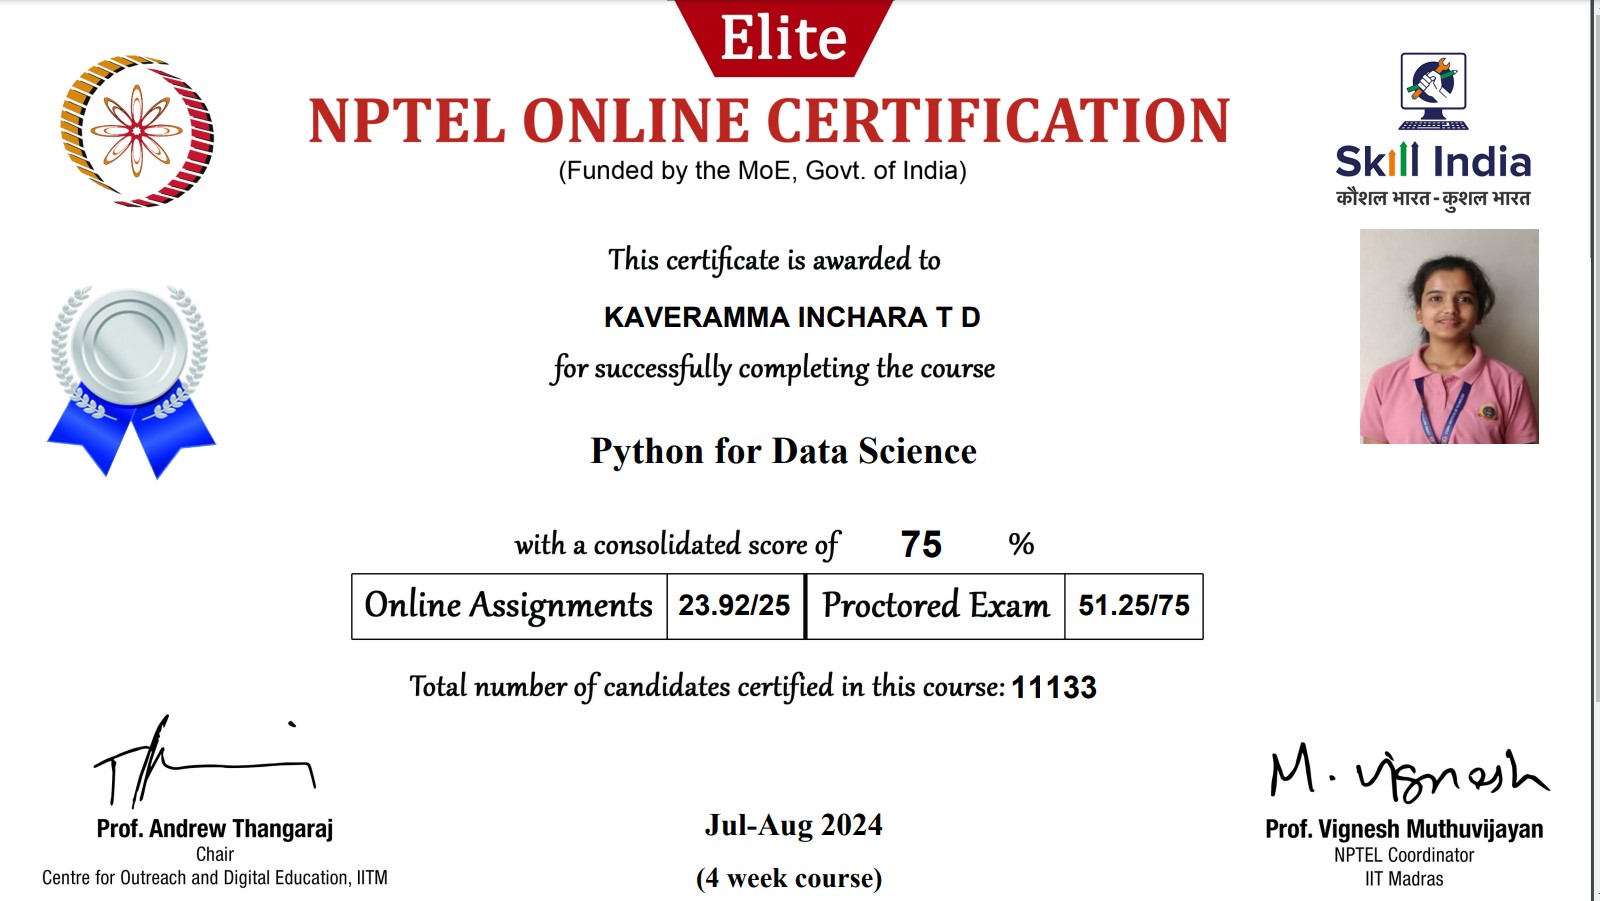 Elite
NPTEL ONLINE CERTIFICATION
(Funded by the MoE, Govt. of India)
Skill India
कौशल भारत - कुशल भारत
This certificate is awarded to
KAVERAMMA INCHARA T D
for successfully completing the course
Python for Data Science
with a consolidated score of 75 %
Online Assignments 23.92/25 Proctored Exam 51.25/75
Total number of candidates certified in this course: 11133
M. Vignesh
Prof. Andrew Thangaraj
Chair
Centre for Outreach and Digital Education, IITM
Jul-Aug 2024
(4 week course)
Prof. Vignesh Muthuvijayan
NPTEL Coordinator
IIT Madras